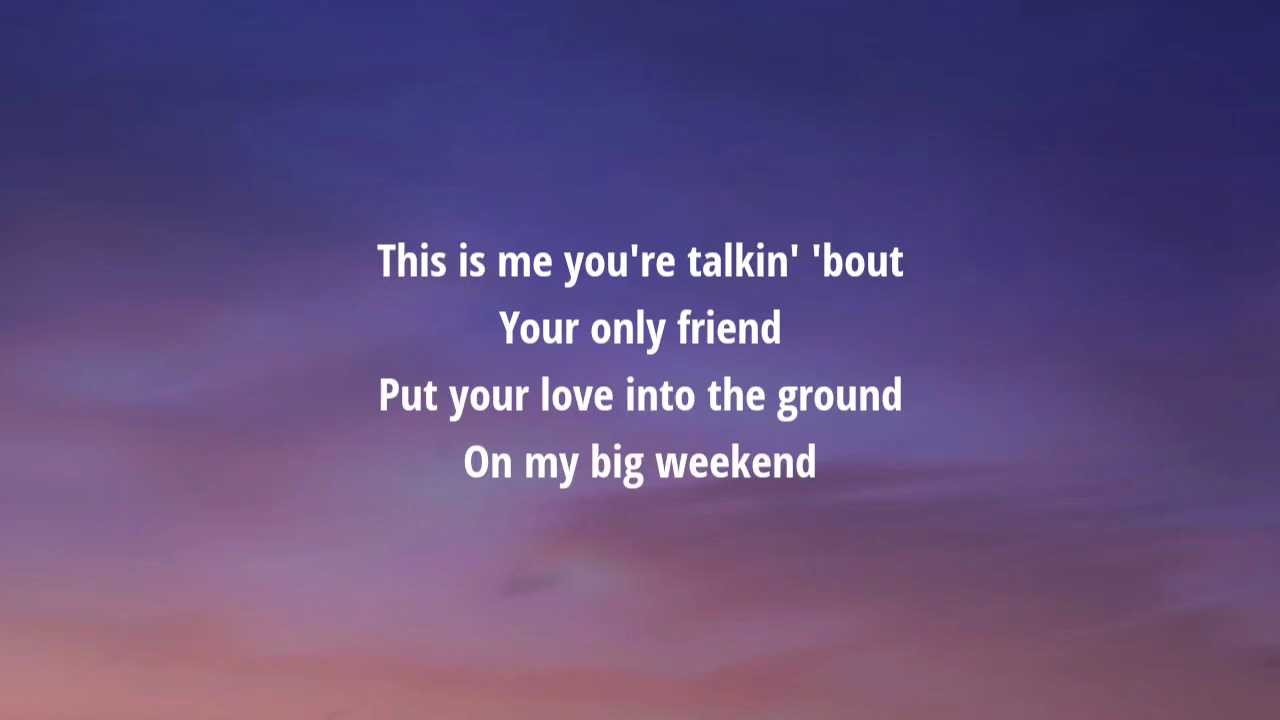 This is me you're talkin' 'bout
Your only friend
Put your love into the ground
On my big weekend